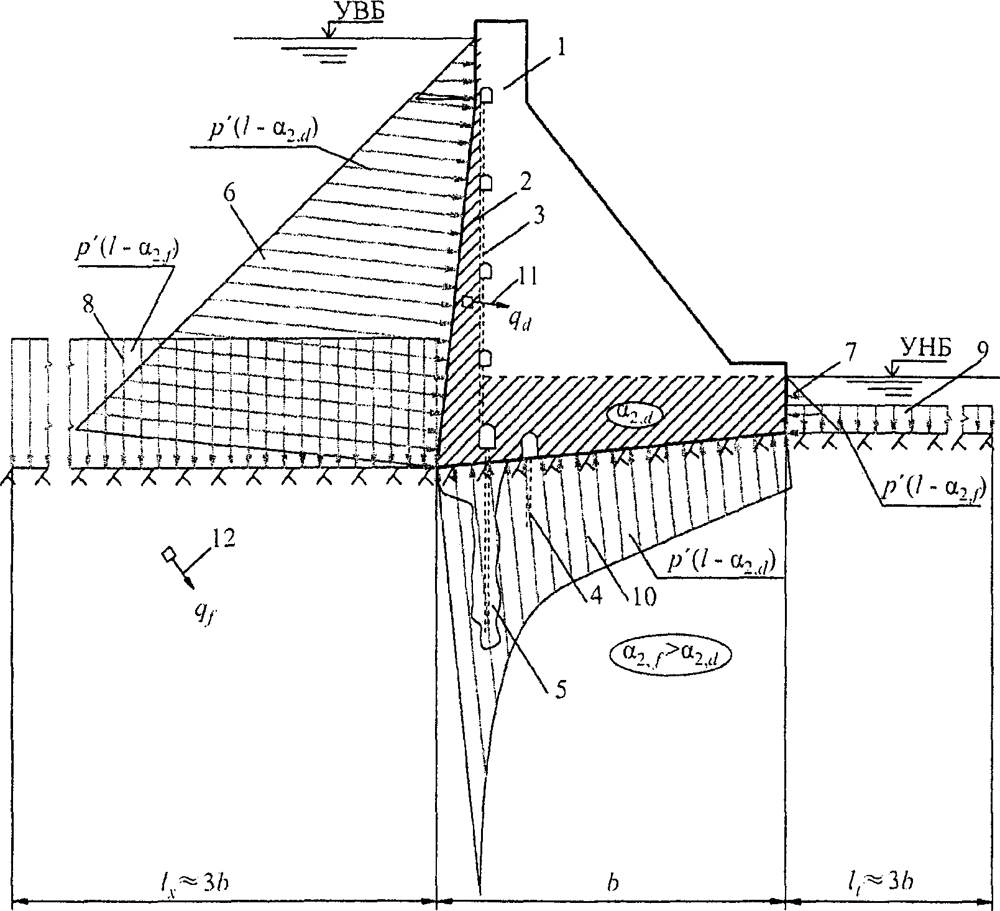 УВБ
1
p′(l - α2,d)
2
6
3
p′(l - α2,f)
11
8
qd
УНБ
7
9
α2,d
p′(l - α2,f)
12
p′(l - α2,d)
4
10
qf
α2,f>α2,d
5
lx≈3b
b
≈3b